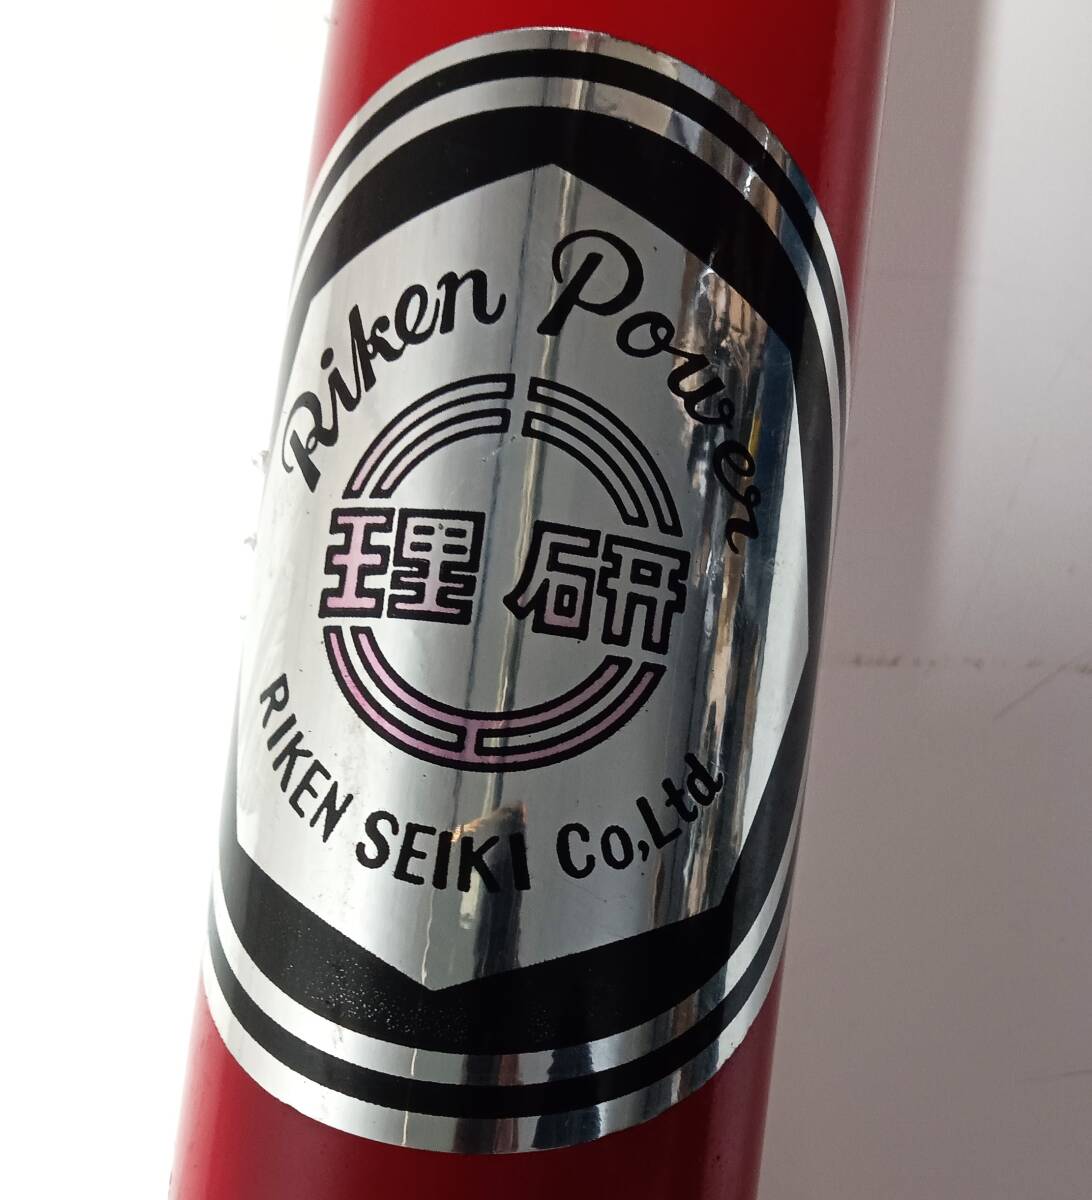 Riken Power
理研
RIKEN SEIKI Co,Ltd